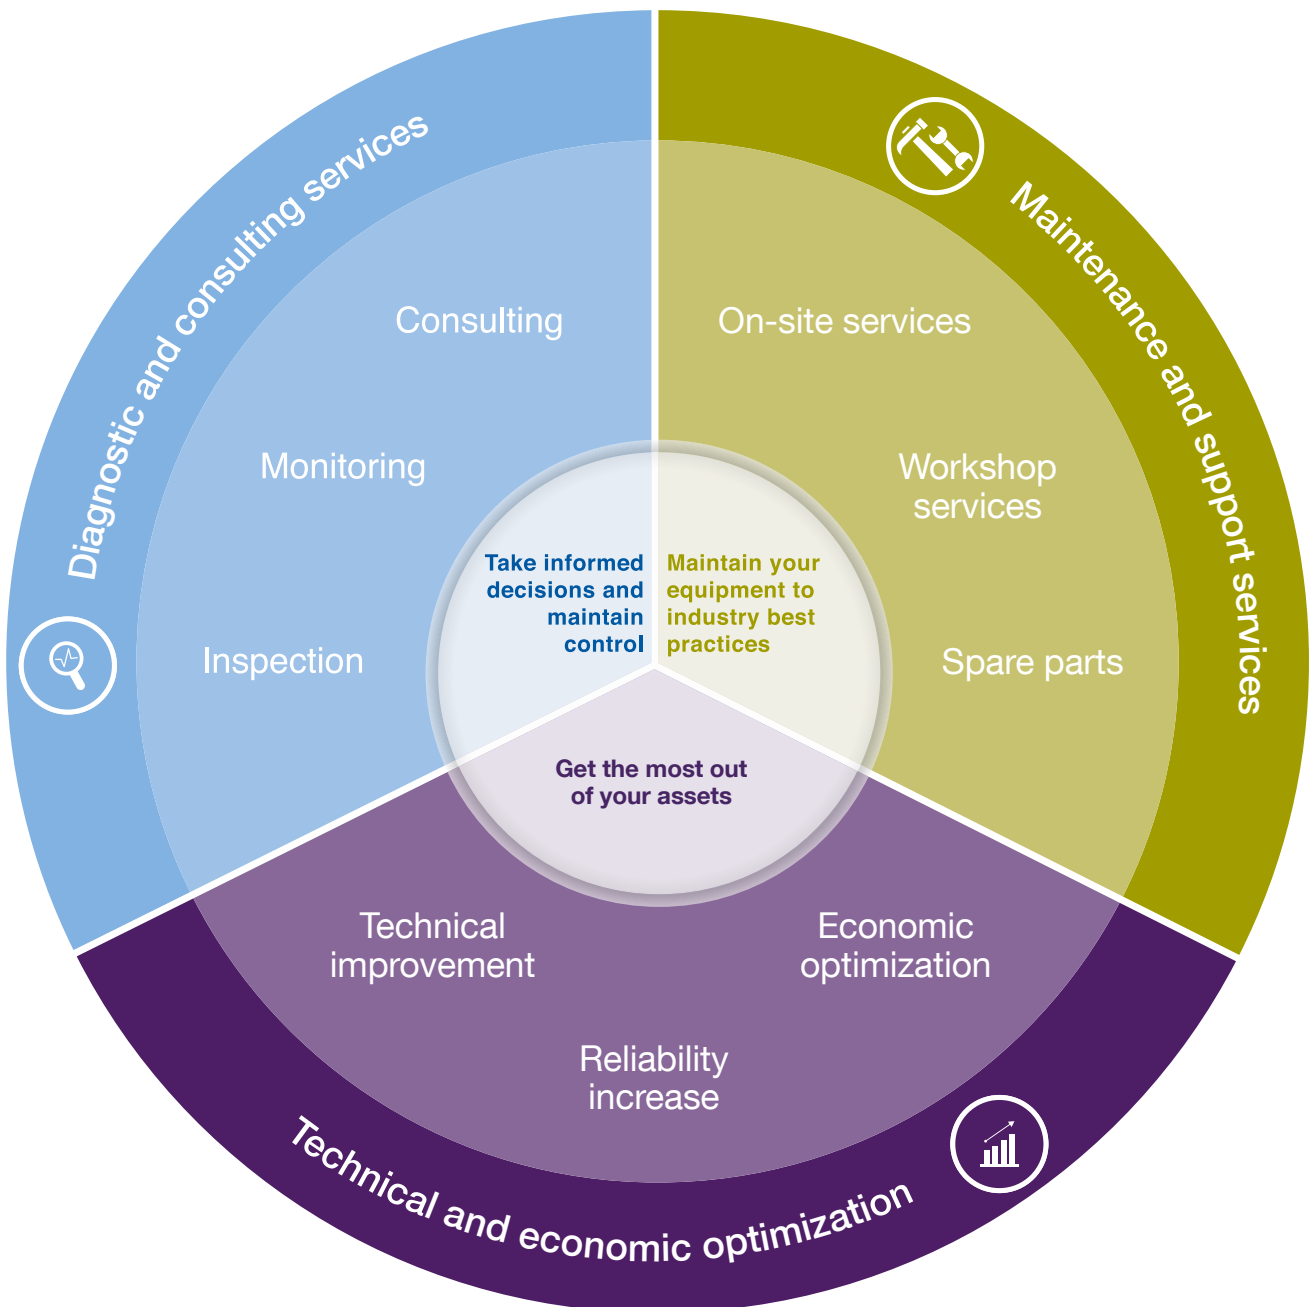 Diagnostic and consulting services
Consulting
Monitoring
Inspection
Take informed
decisions and
maintain
control
Maintenance and support services
On-site services
Workshop
services
Spare parts
Maintain your
equipment to
industry best
practices
Get the most out
of your assets
Technical
improvement
Economic
optimization
Reliability
increase
Technical and economic optimization